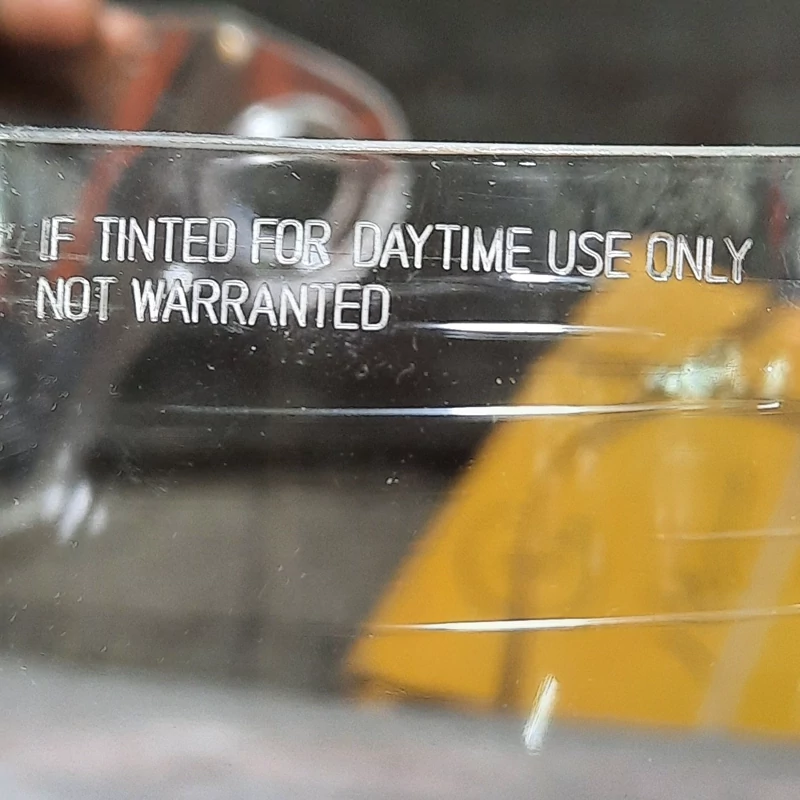 IF TINTED FOR DAYTIME USE ONLY
NOT WARRANTED